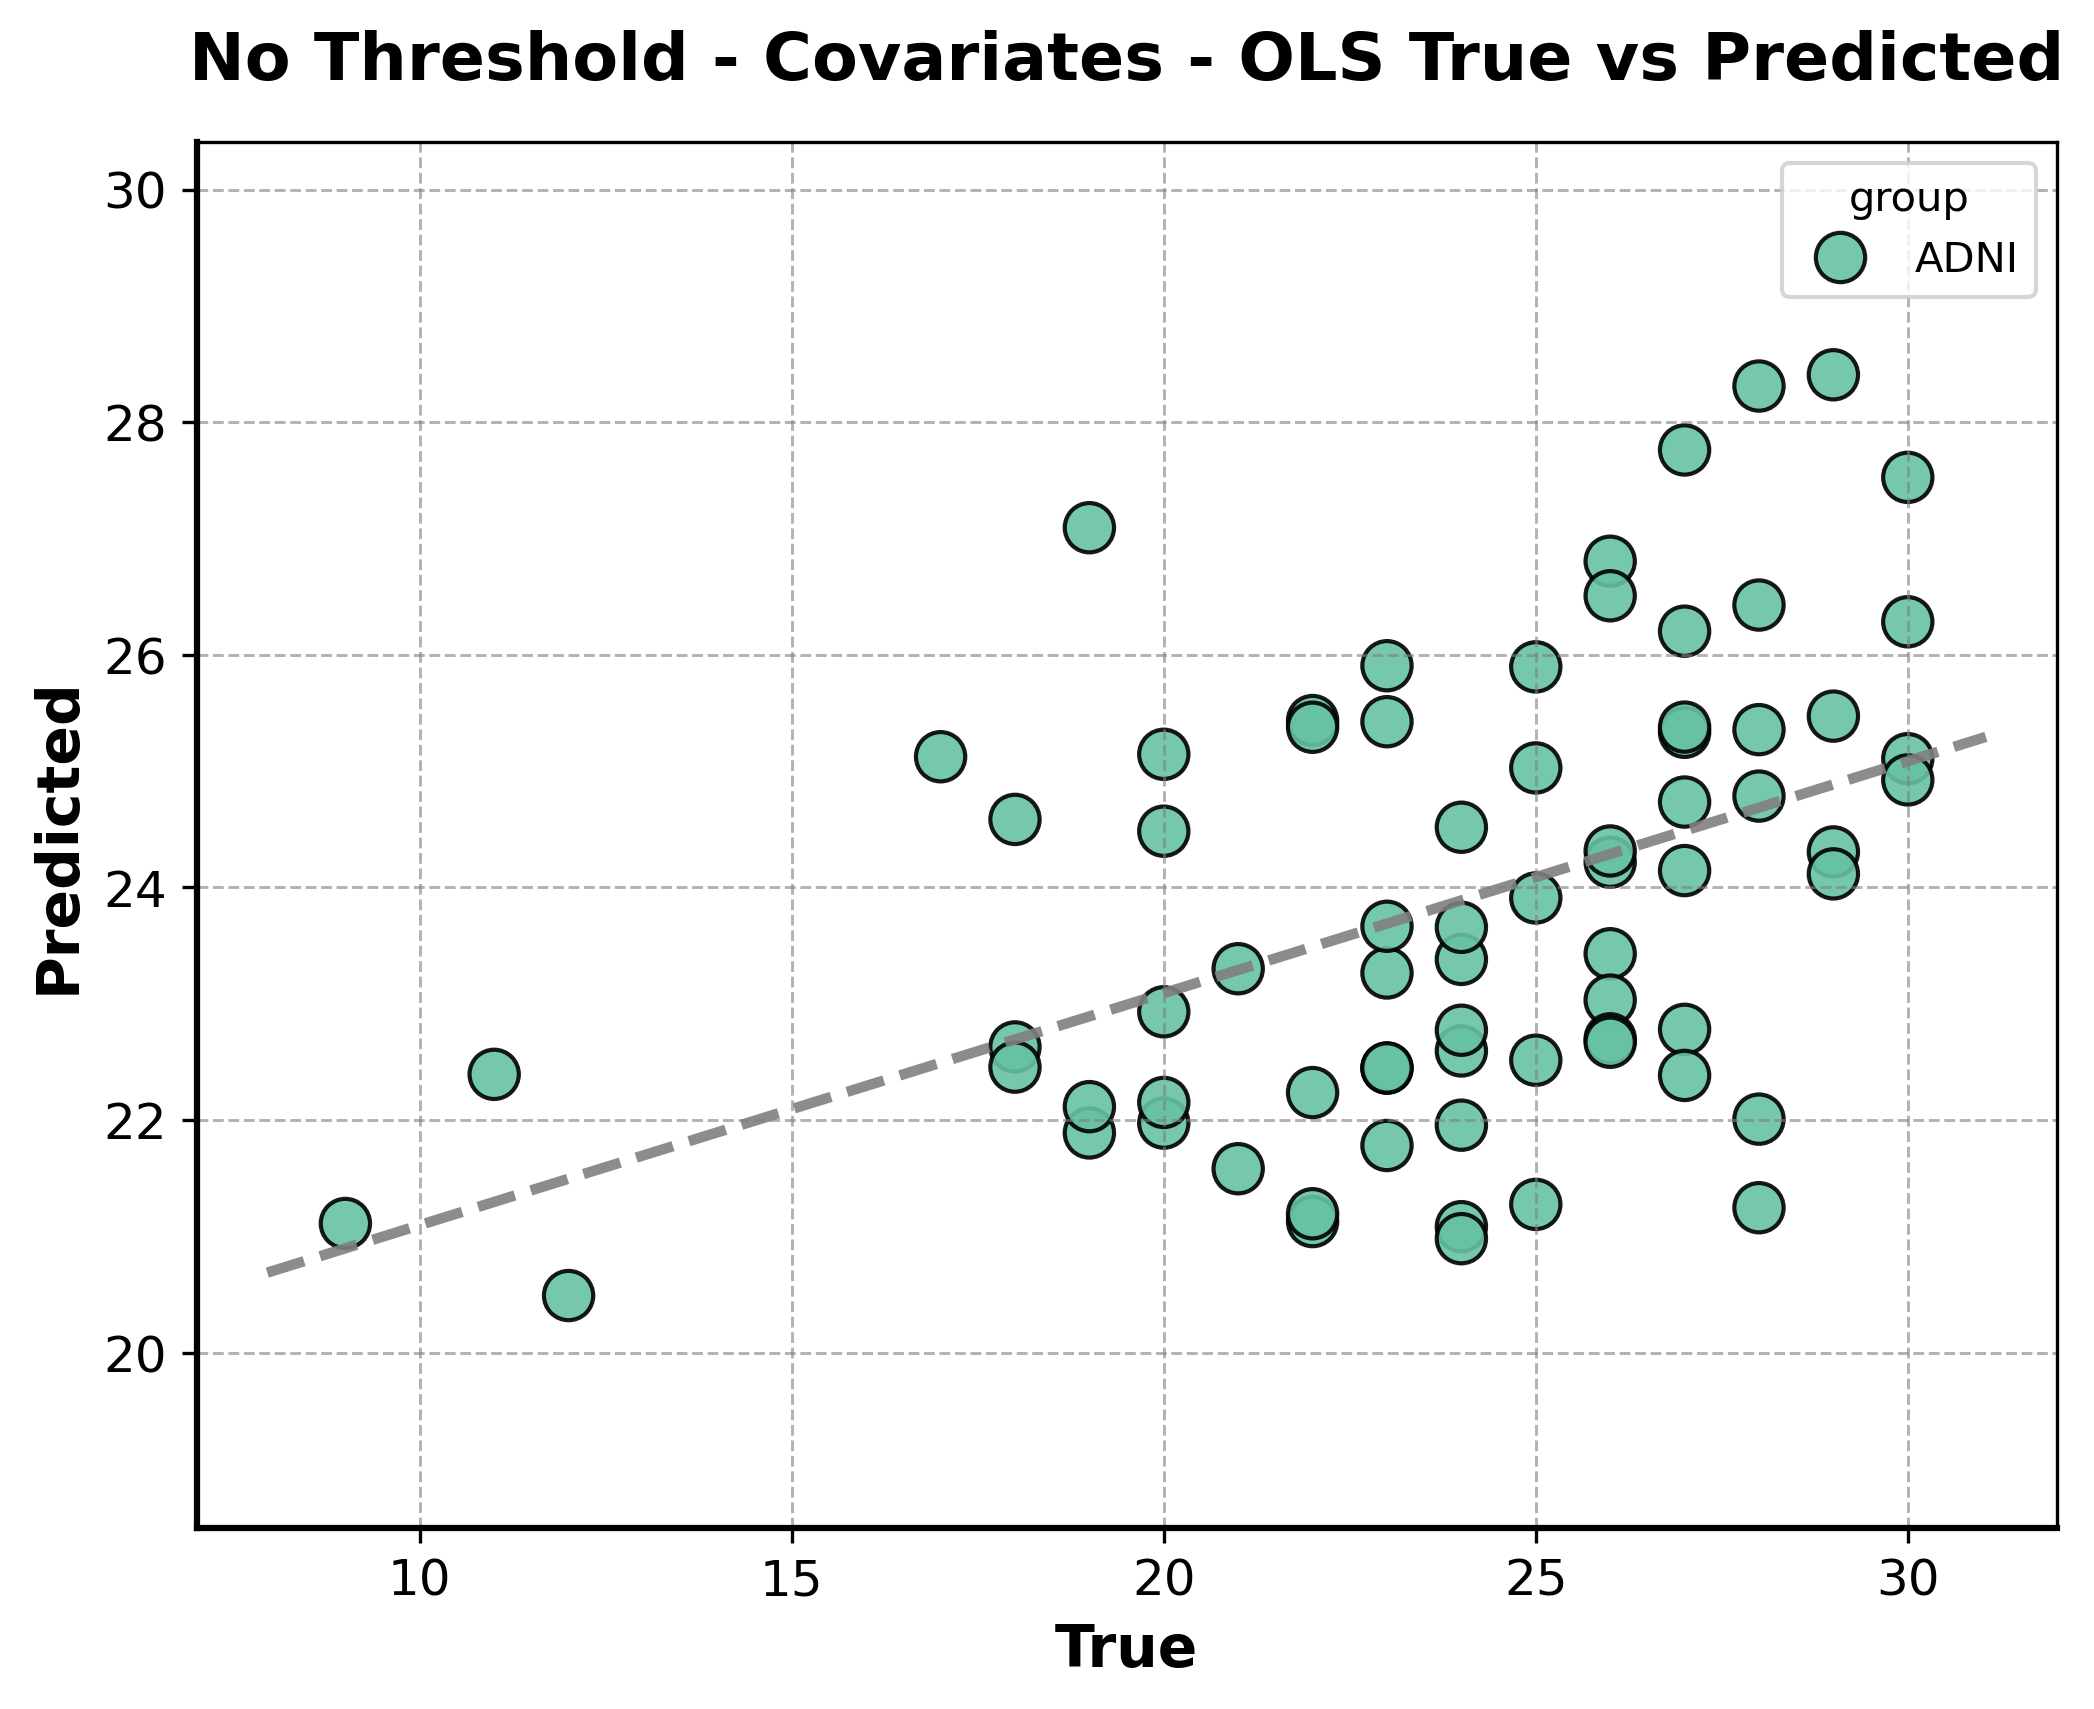 No Threshold - Covariates - OLS True vs Predicted
group
ADNI
30
28
26
24
22
20
Predicted
10 15 20 25 30
True